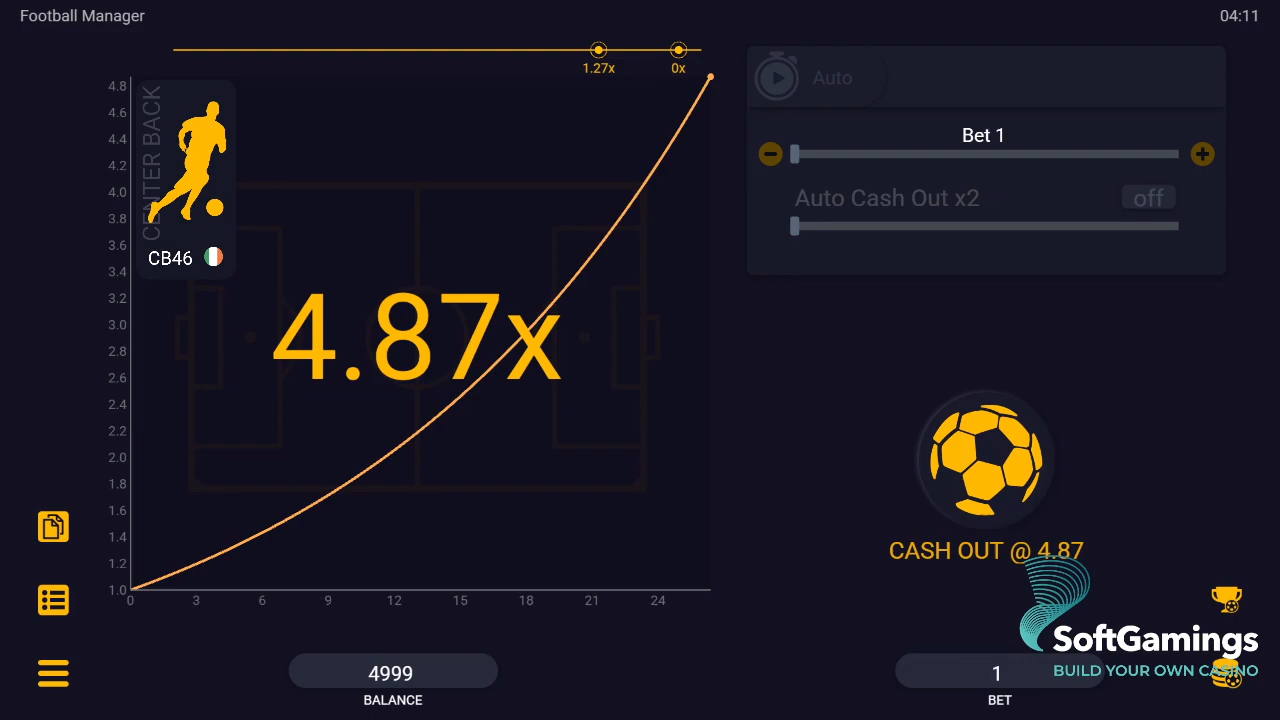 Football Manager
04:11
1.27x
0x
4.8
4.6
4.4
4.2
4.0
3.8
3.6
3.4
3.2
3.0
2.8
2.6
2.4
2.2
2.0
1.8
1.6
1.4
1.2
1.0
0
3
6
9
12
15
18
21
24
CENTER BACK
CB46
4.87x
Auto
Bet 1
Auto Cash Out x2
off
CASH OUT @ 4.87
SoftGamings
BUILD YOUR OWN CASINO
4999
BALANCE
1
BET